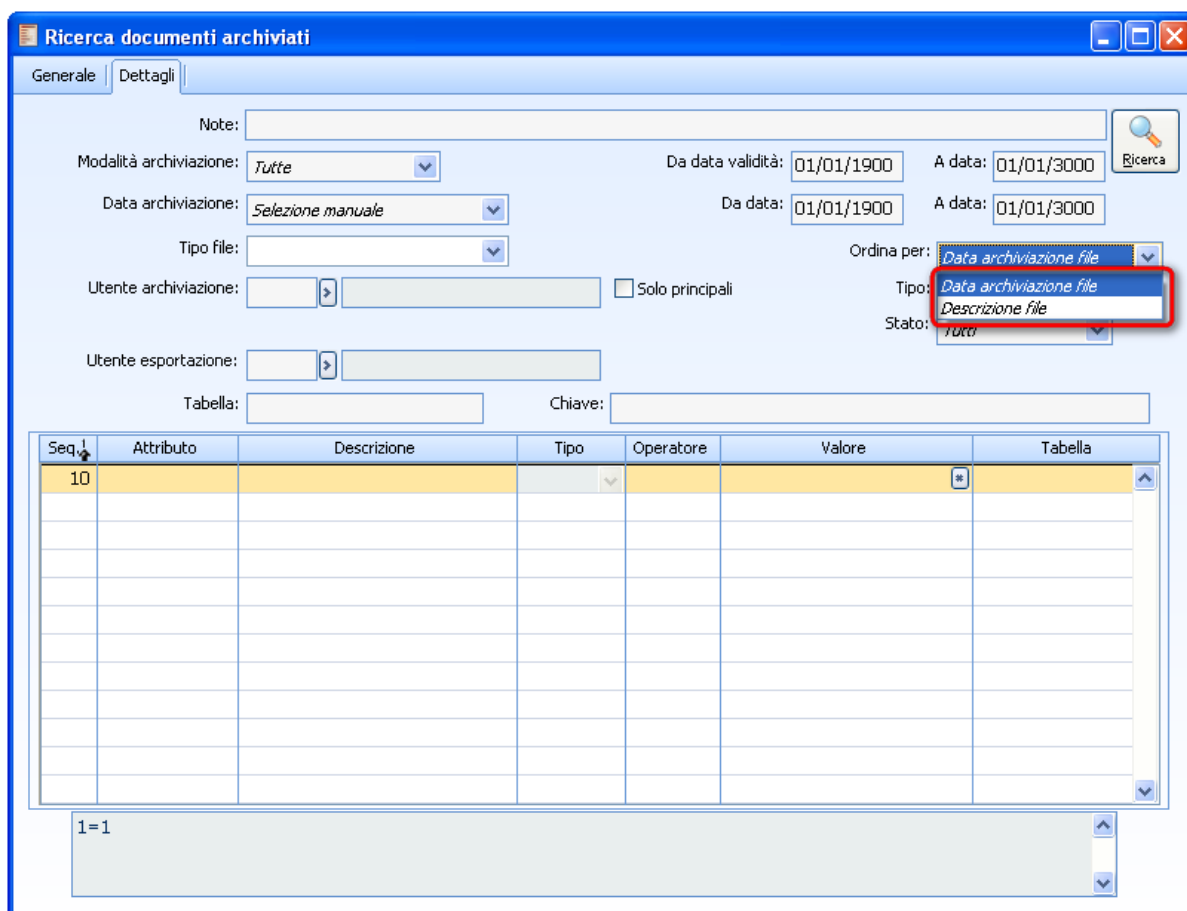 Ricerca documenti archiviati
Generale Dettagli
Note:
Ricerca
Modalità archiviazione: Tutte Da data validità: 01/01/1900 A data: 01/01/3000
Data archiviazione: Selezione manuale Da data: 01/01/1900 A data: 01/01/3000
Tipo file: Ordina per: Data archiviazione file
Utente archiviazione: Solo principali Tipo: Data archiviazione file
Descrizione file
Stato: Tutti
Utente esportazione:
Tabella: Chiave:
Seq. 1 Attributo Descrizione Tipo Operatore Valore Tabella
10
1=1